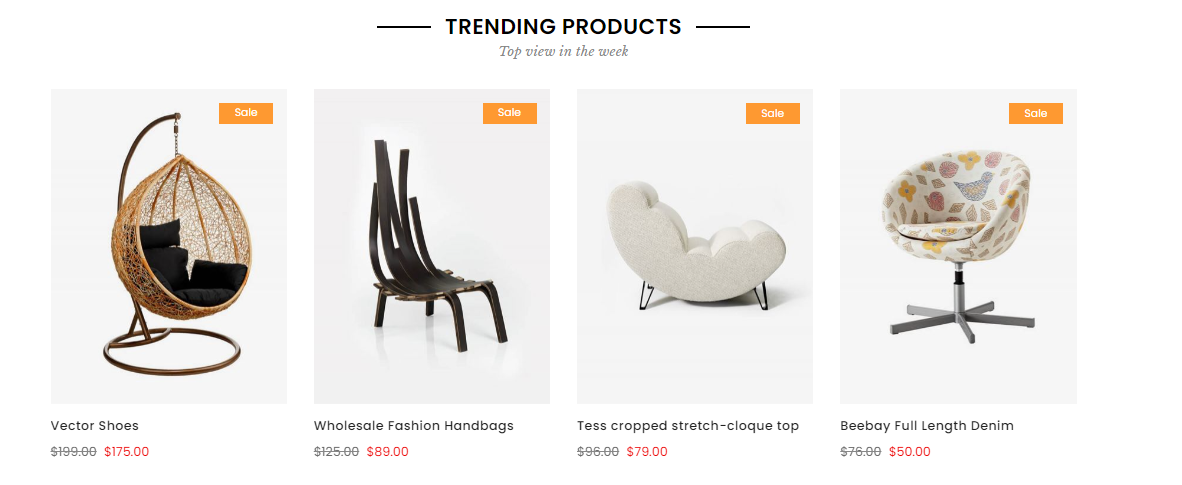 TRENDING PRODUCTS
Top view in the week
Sale
Sale
Sale
Sale
Vector Shoes
$199.00 $175.00
Wholesale Fashion Handbags
$125.00 $89.00
Tess cropped stretch-cloque top
$96.00 $79.00
Beebay Full Length Denim
$76.00 $50.00